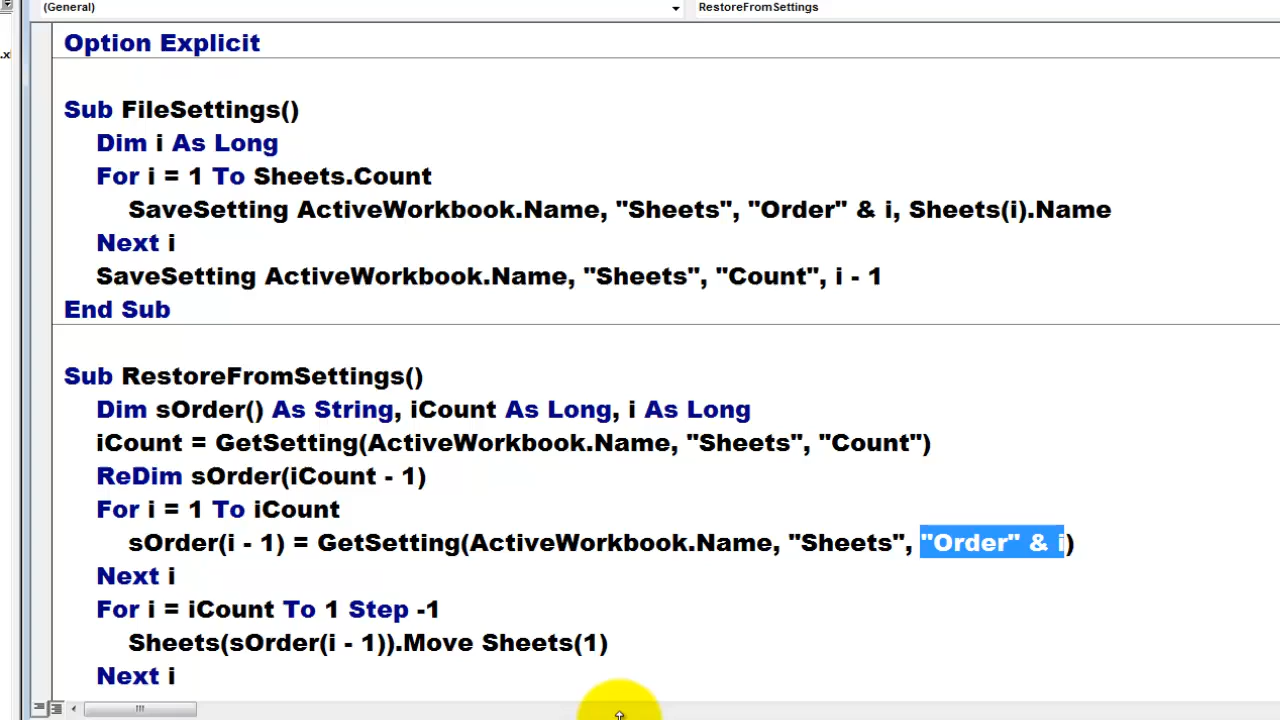 (General)
RestoreFromSettings
.x
Option Explicit
Sub FileSettings()
Dim i As Long
For i = 1 To Sheets.Count
SaveSetting ActiveWorkbook.Name, "Sheets", "Order" & i, Sheets(i).Name
Next i
SaveSetting ActiveWorkbook.Name, "Sheets", "Count", i - 1
End Sub
Sub RestoreFromSettings()
Dim sOrder() As String, iCount As Long, i As Long
iCount = GetSetting(ActiveWorkbook.Name, "Sheets", "Count")
ReDim sOrder(iCount - 1)
For i = 1 To iCount
sOrder(i - 1) = GetSetting(ActiveWorkbook.Name, "Sheets", "Order" & i)
Next i
For i = iCount To 1 Step -1
Sheets(sOrder(i - 1)).Move Sheets(1)
Next i